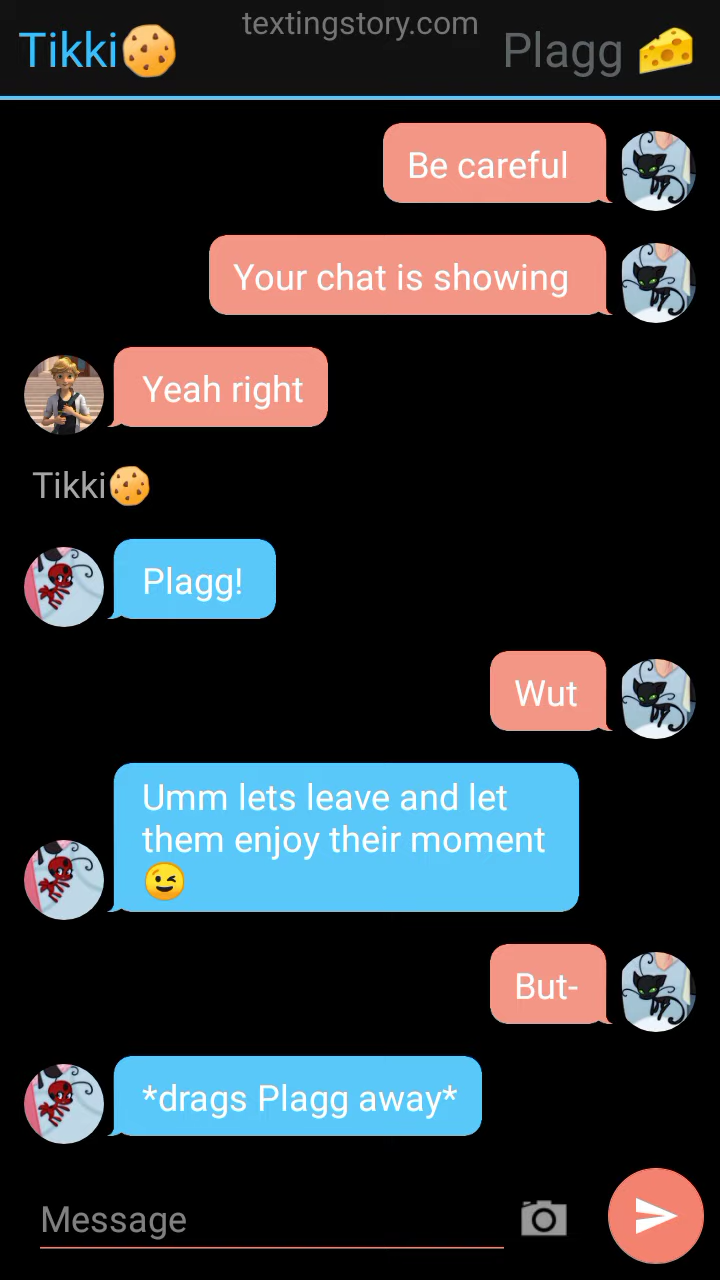 textingstory.com
Tikki🍪
Plagg 🧀
Be careful
Your chat is showing
Yeah right
Tikki🍪
Plagg!
Wut
Umm lets leave and let
them enjoy their moment
😉
But-
*drags Plagg away*
Message